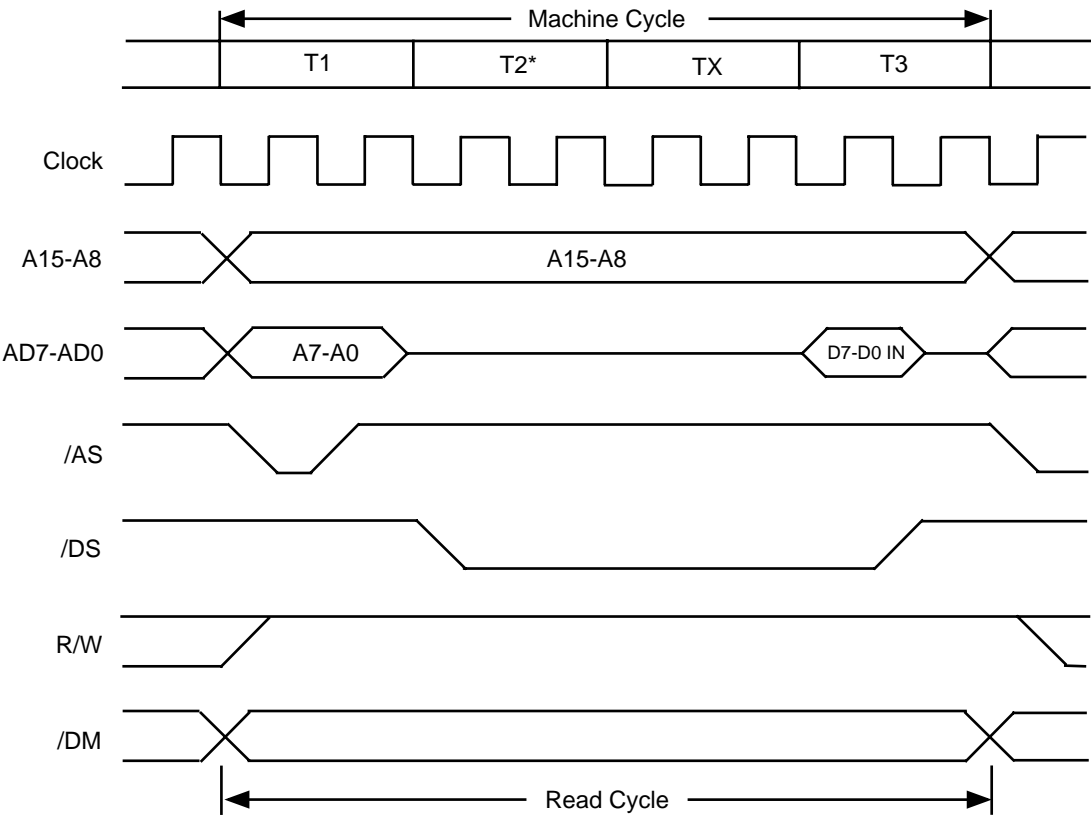 Machine Cycle
T1 T2* TX T3
Clock
A15-A8 A15-A8
AD7-AD0 A7-A0 D7-D0 IN
/AS
/DS
R/W
/DM
Read Cycle